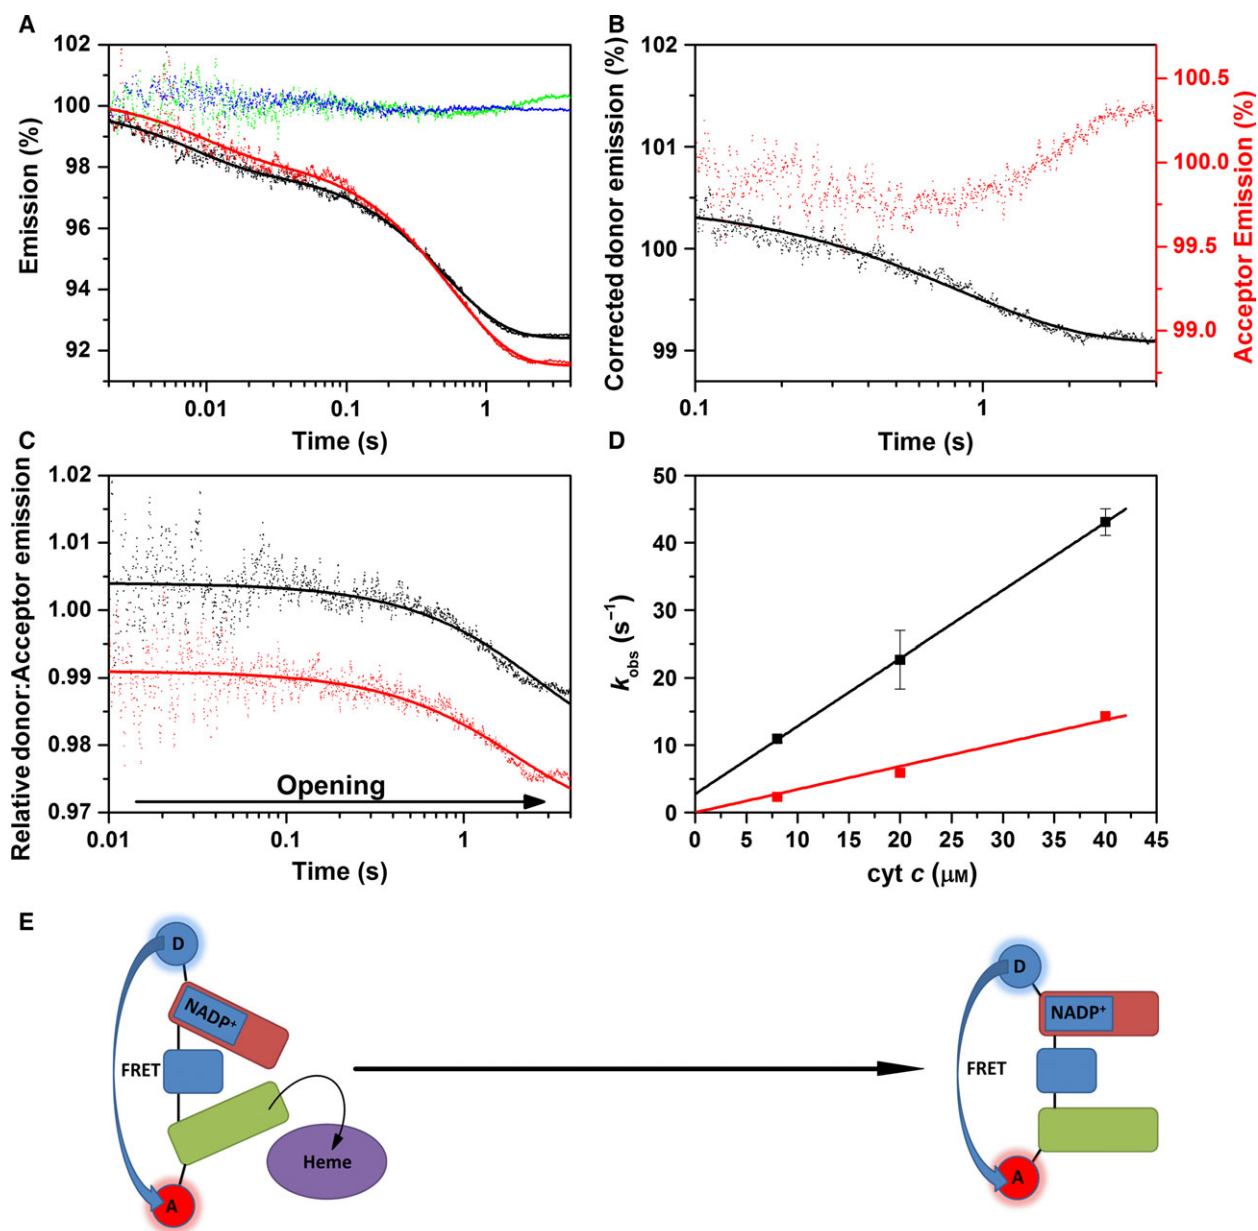 A
102
100
98
96
94
92
Emission (%)
0.01
0.1
1
Time (s)
B
102
101
100
99
Corrected donor emission (%)
100.5
100.0
99.5
99.0
Acceptor Emission (%)
0.1
1
Time (s)
C
1.02
1.01
1.00
0.99
0.98
0.97
Relative donor:Acceptor emission
Opening
0.01
0.1
1
Time (s)
D
50
40
30
20
10
0
kobs (s⁻¹)
0 5 10 15 20 25 30 35 40 45
cyt c (μM)
E
D
NADP⁺
FRET
Heme
A
D
NADP⁺
FRET
A